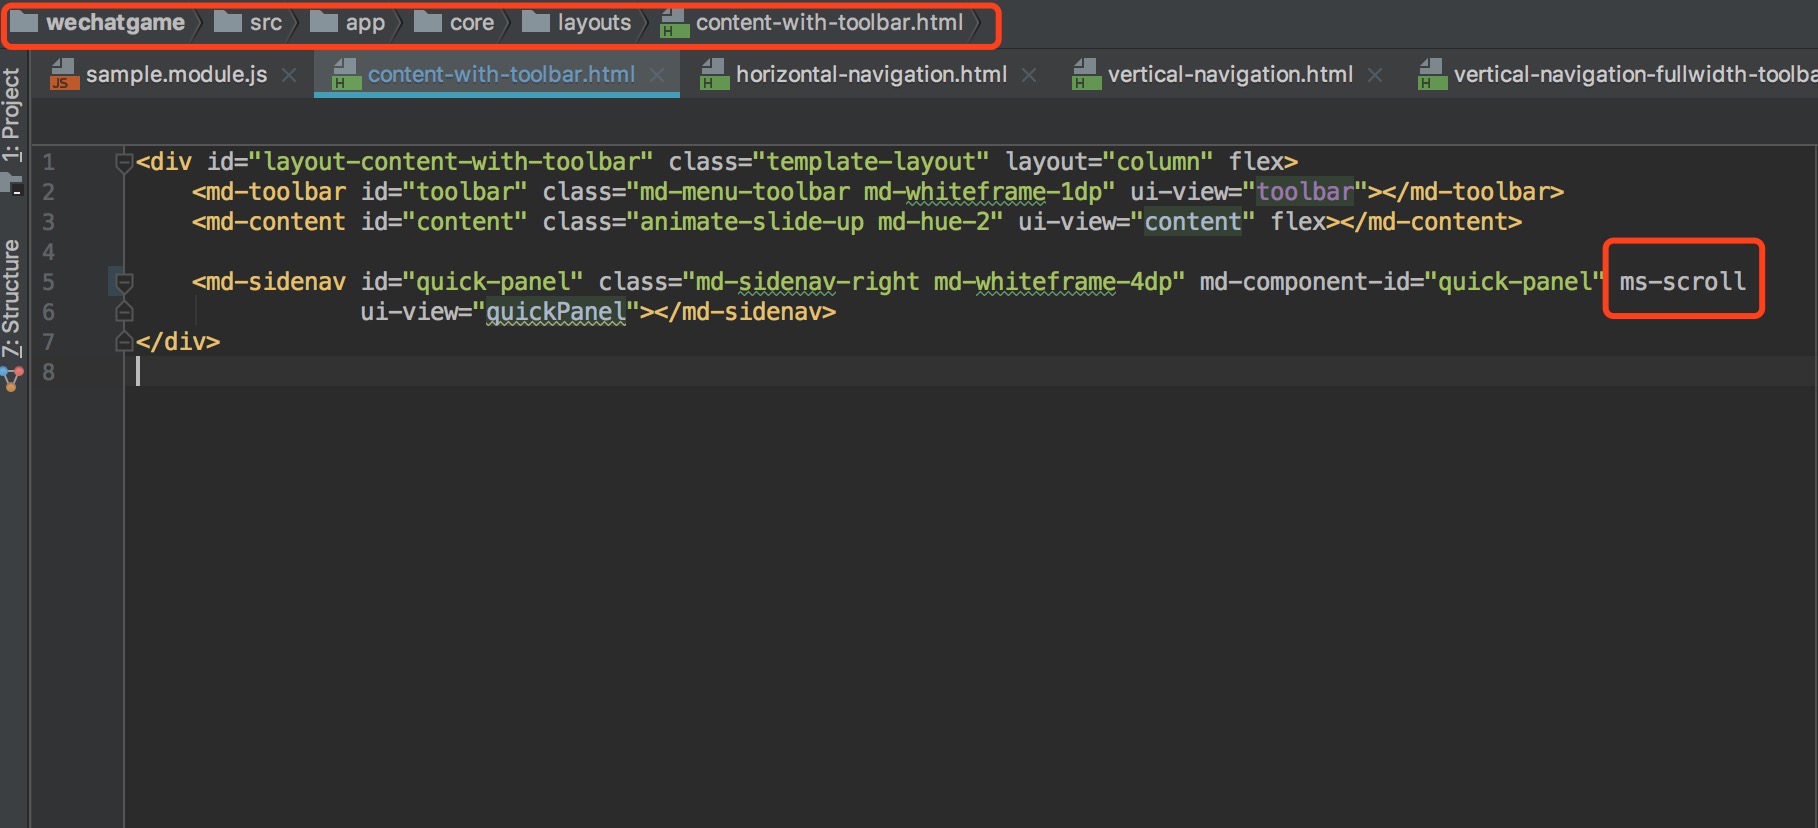 wechatgame src app core layouts content-with-toolbar.html
sample.module.js content-with-toolbar.html horizontal-navigation.html vertical-navigation.html vertical-navigation-fullwidth-toolba
1: Project
7: Structure
1 <div id="layout-content-with-toolbar" class="template-layout" layout="column" flex>
2 <md-toolbar id="toolbar" class="md-menu-toolbar md-whiteframe-1dp" ui-view="toolbar"></md-toolbar>
3 <md-content id="content" class="animate-slide-up md-hue-2" ui-view="content" flex></md-content>
4
5 <md-sidenav id="quick-panel" class="md-sidenav-right md-whiteframe-4dp" md-component-id="quick-panel" ms-scroll
6 ui-view="quickPanel"></md-sidenav>
7 </div>
8